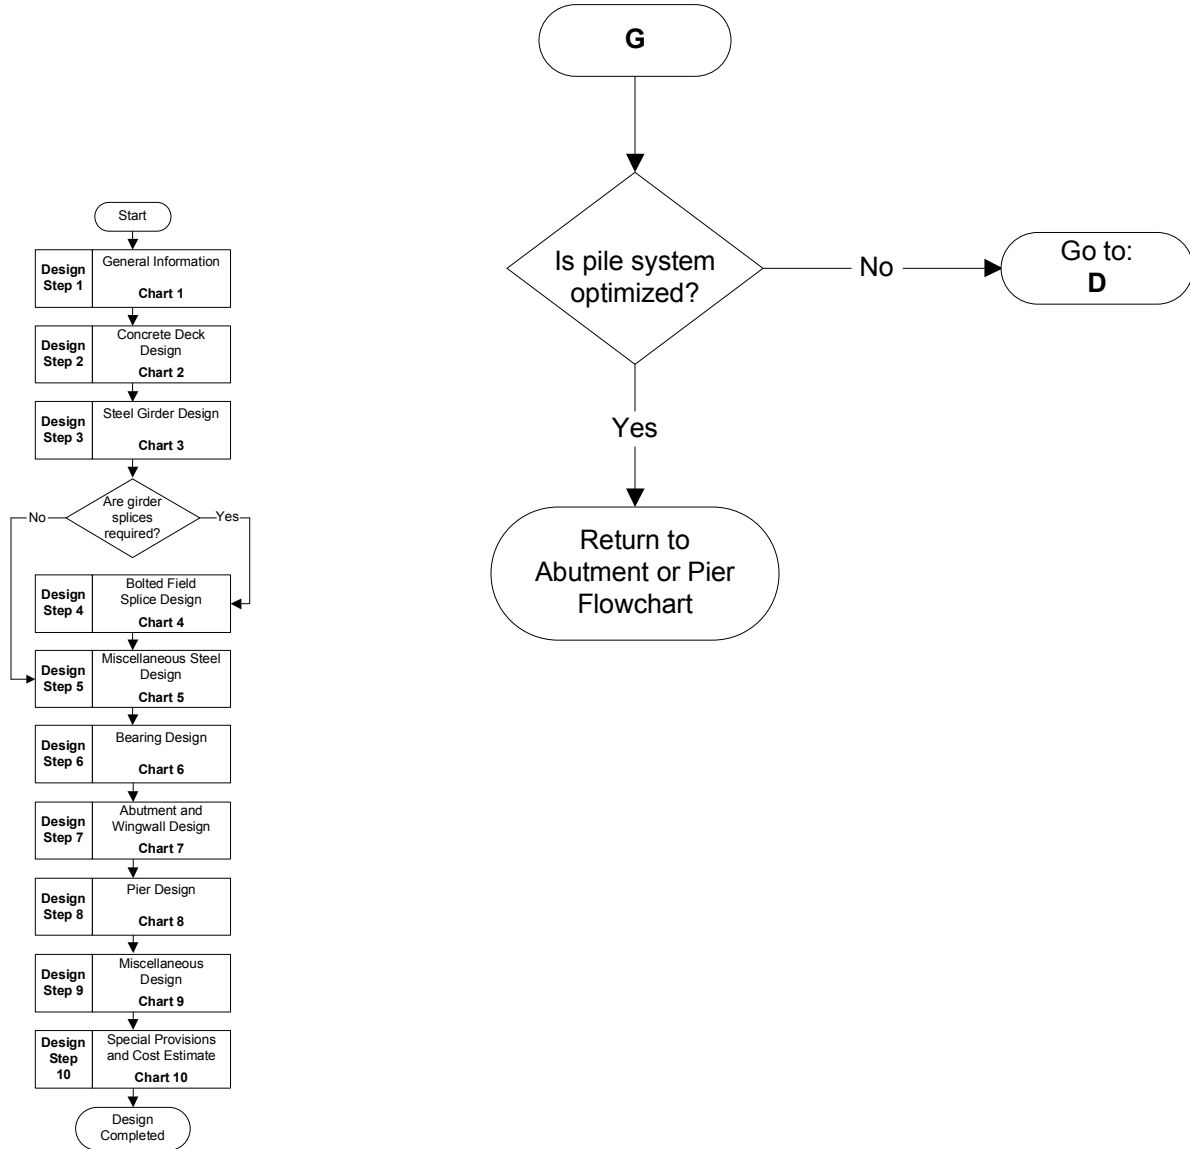 Start
Design
Step 1
General Information
Chart 1
Design
Step 2
Concrete Deck
Design
Chart 2
Design
Step 3
Steel Girder Design
Chart 3
Are girder
splices
required?
No
Yes
Design
Step 4
Bolted Field
Splice Design
Chart 4
Design
Step 5
Miscellaneous Steel
Design
Chart 5
Design
Step 6
Bearing Design
Chart 6
Design
Step 7
Abutment and
Wingwall Design
Chart 7
Design
Step 8
Pier Design
Chart 8
Design
Step 9
Miscellaneous
Design
Chart 9
Design
Step
10
Special Provisions
and Cost Estimate
Chart 10
Design
Completed
G
Is pile system
optimized?
No
Go to:
D
Yes
Return to
Abutment or Pier
Flowchart